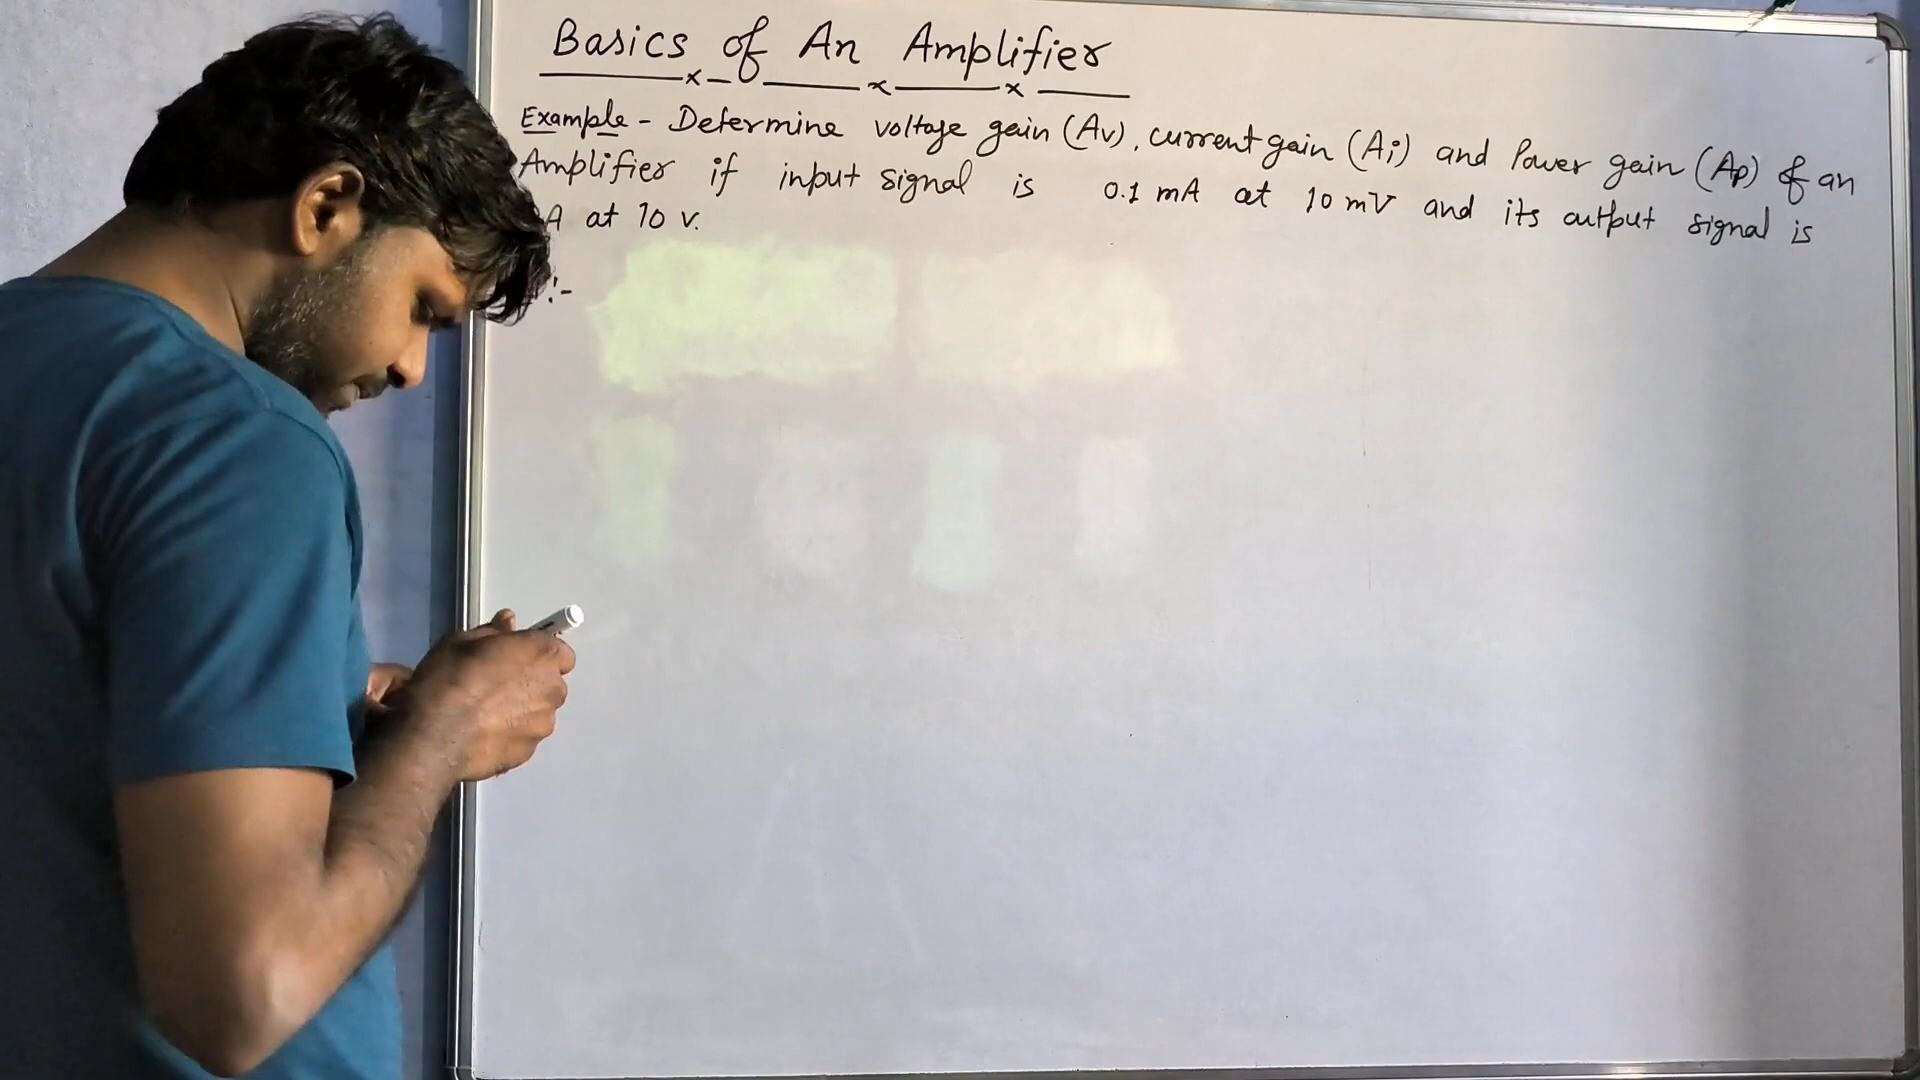 Basics of An Amplifier
Example - Determine voltage gain (Av), current gain (Ai) and Power gain (Ap) of an
Amplifier if input signal is 0.1 mA at 10 mV and its output signal is
A at 10 V.
:-